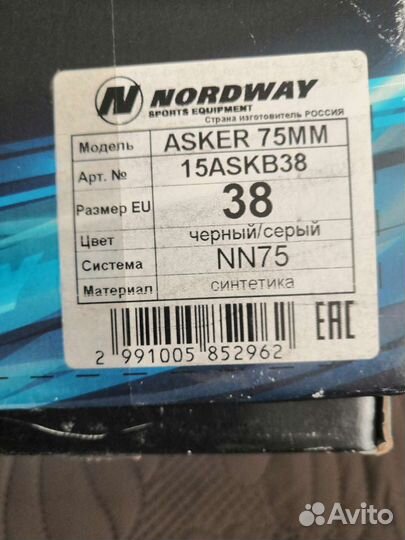 NORDWAY
SPORTS EQUIPMENT
Страна изготовитель РОССИЯ
Модель ASKER 75MM
Арт. № 15ASKB38
Размер EU 38
Цвет черный/серый
Система NN75
Материал синтетика
2 991005 852962
EAC
Avito